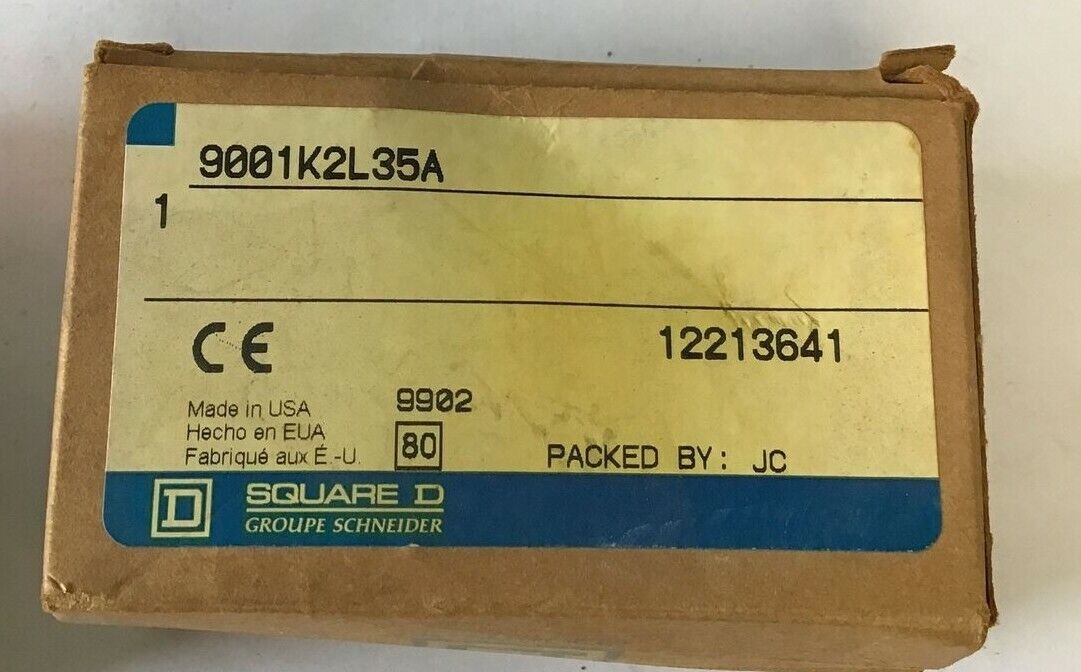 9001K2L35A
1
CE
12213641
Made in USA
Hecho en EUA
Fabriqué aux É.-U.
9902
80
PACKED BY: JC
D
SQUARE D
GROUPE SCHNEIDER